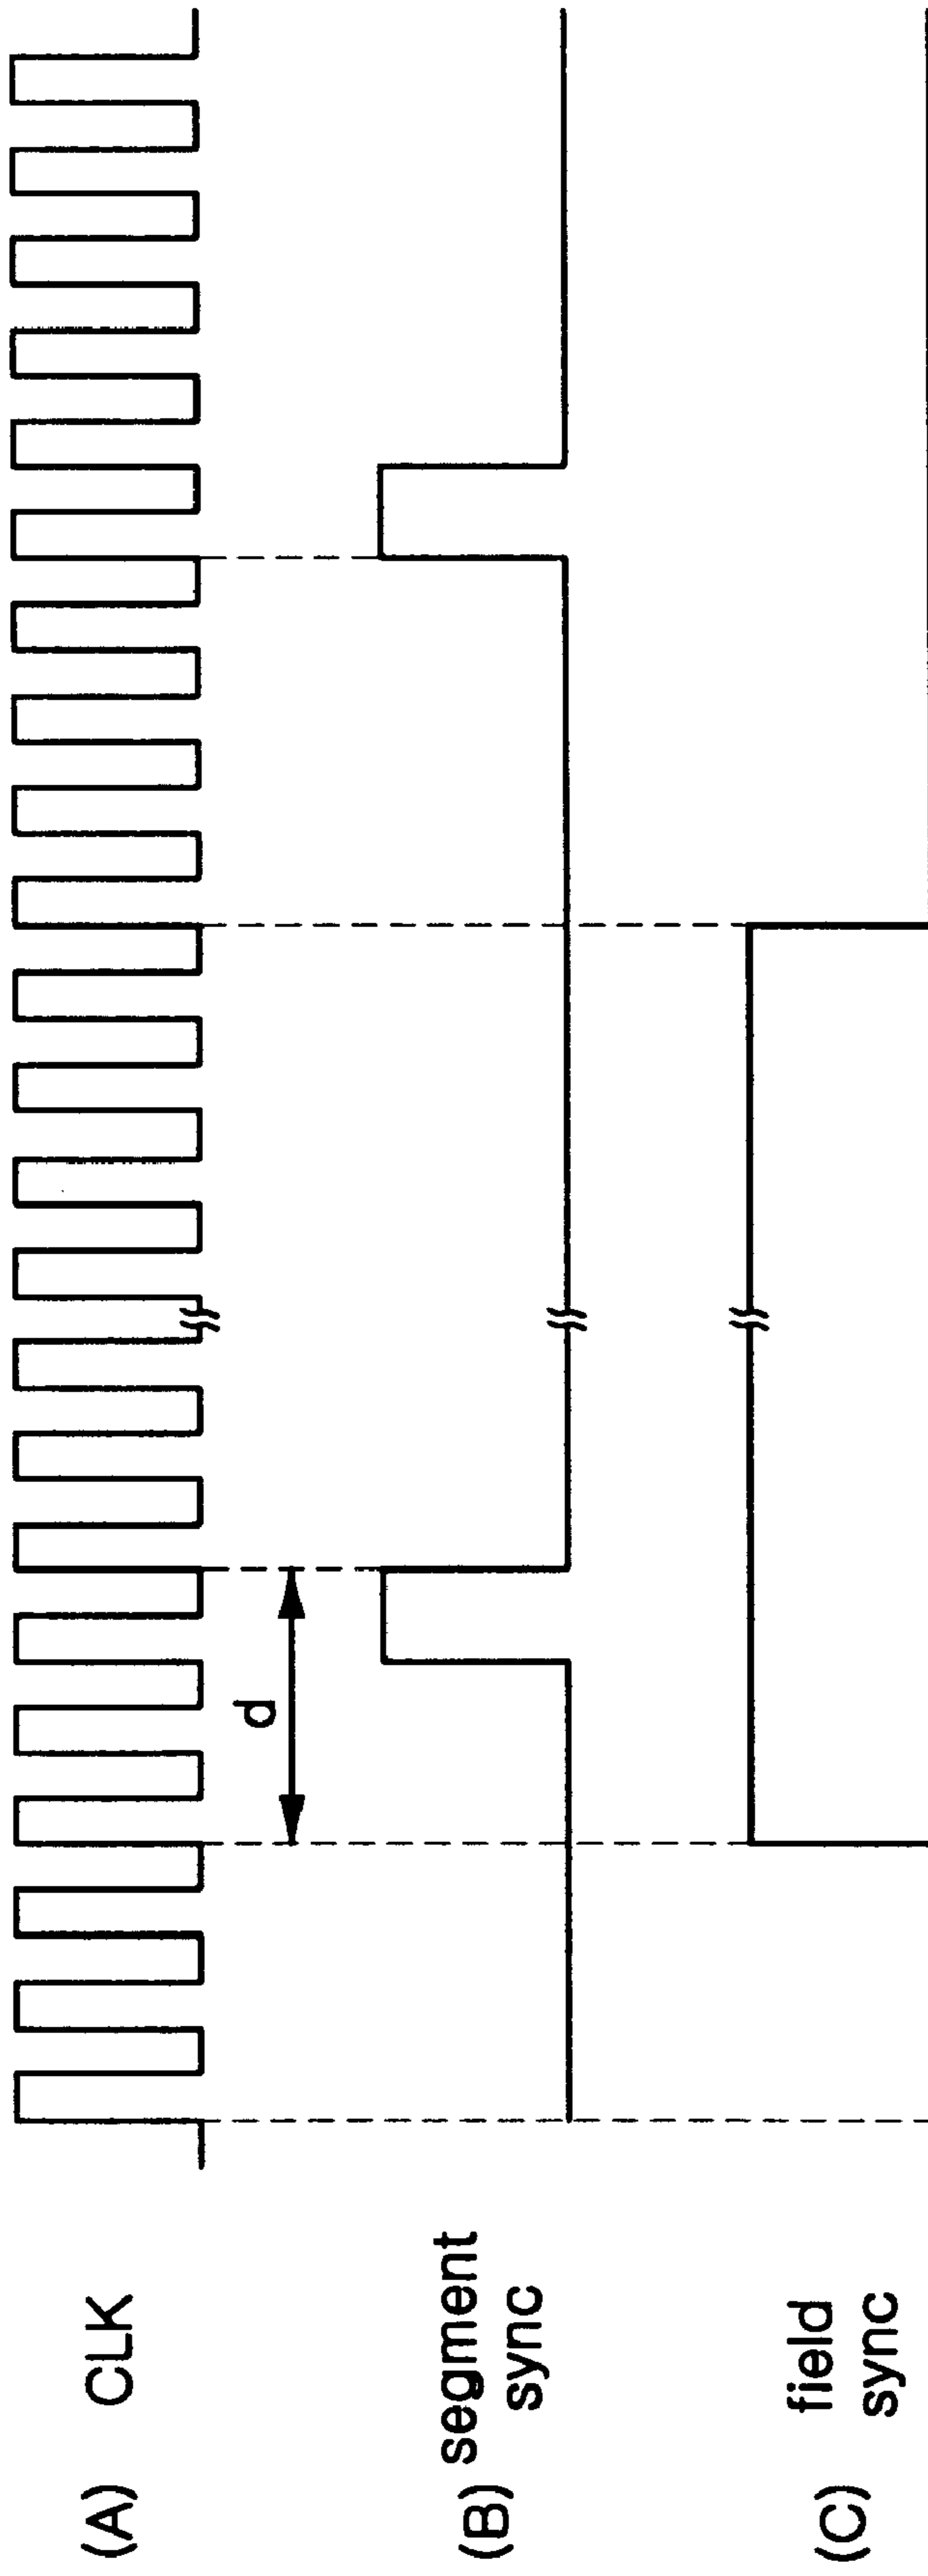 (A) CLK
d
(B) segment
sync
(C) field
sync